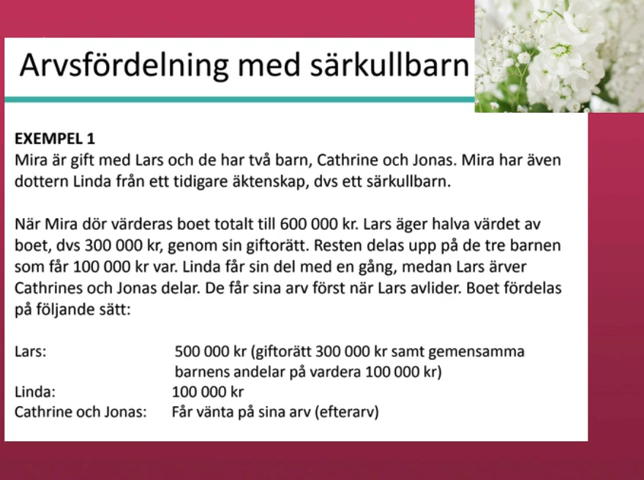 Arvsfördelning med särkullbarn
EXEMPEL 1
Mira är gift med Lars och de har två barn, Cathrine och Jonas. Mira har även
dottern Linda från ett tidigare äktenskap, dvs ett särkullbarn.
När Mira dör värderas boet totalt till 600 000 kr. Lars äger halva värdet av
boet, dvs 300 000 kr, genom sin giftorätt. Resten delas upp på de tre barnen
som får 100 000 kr var. Linda får sin del med en gång, medan Lars ärver
Cathrines och Jonas delar. De får sina arv först när Lars avlider. Boet fördelas
på följande sätt:
Lars: 500 000 kr (giftorätt 300 000 kr samt gemensamma
barnens andelar på vardera 100 000 kr)
Linda: 100 000 kr
Cathrine och Jonas: Får vänta på sina arv (efterarv)